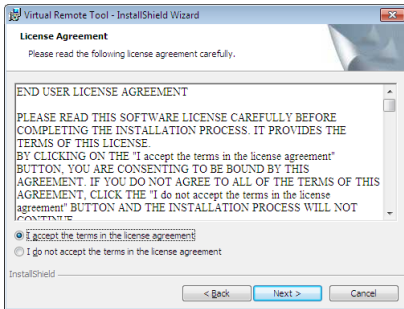 Virtual Remote Tool - InstallShield Wizard
License Agreement
Please read the following license agreement carefully.
END USER LICENSE AGREEMENT
PLEASE READ THIS SOFTWARE LICENSE CAREFULLY BEFORE
COMPLETING THE INSTALLATION PROCESS. IT PROVIDES THE
TERMS OF THIS LICENSE.
BY CLICKING ON THE "I accept the terms in the license agreement"
BUTTON, YOU ARE CONSENTING TO BE BOUND BY THIS
AGREEMENT. IF YOU DO NOT AGREE TO ALL OF THE TERMS OF THIS
AGREEMENT, CLICK THE "I do not accept the terms in the license
agreement" BUTTON AND THE INSTALLATION PROCESS WILL NOT
CONTINUE
I accept the terms in the license agreement
I do not accept the terms in the license agreement
InstallShield
< Back Next > Cancel